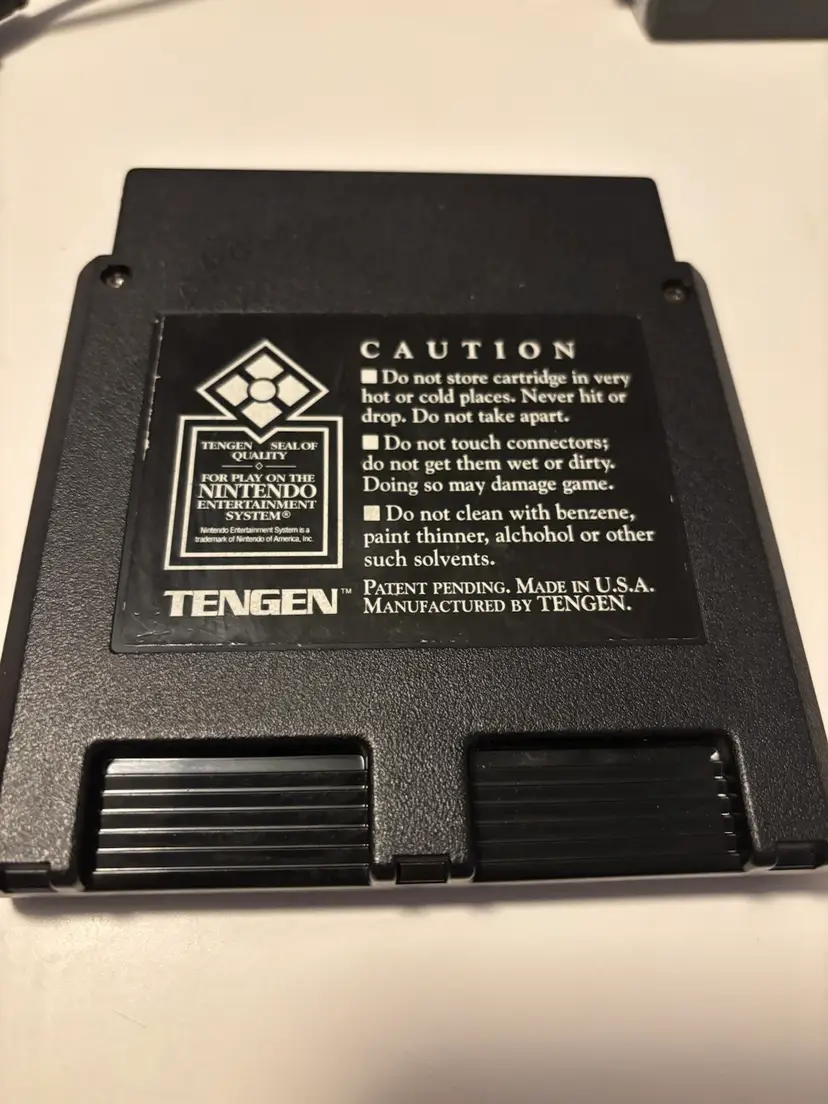 TENGEN SEAL OF
QUALITY
FOR PLAY ON THE
NINTENDO
ENTERTAINMENT
SYSTEM®
Nintendo Entertainment System is a
trademark of Nintendo of America, Inc.
TENGEN™
CAUTION
Do not store cartridge in very
hot or cold places. Never hit or
drop. Do not take apart.
Do not touch connectors;
do not get them wet or dirty.
Doing so may damage game.
Do not clean with benzene,
paint thinner, alchohol or other
such solvents.
PATENT PENDING. MADE IN U.S.A.
MANUFACTURED BY TENGEN.